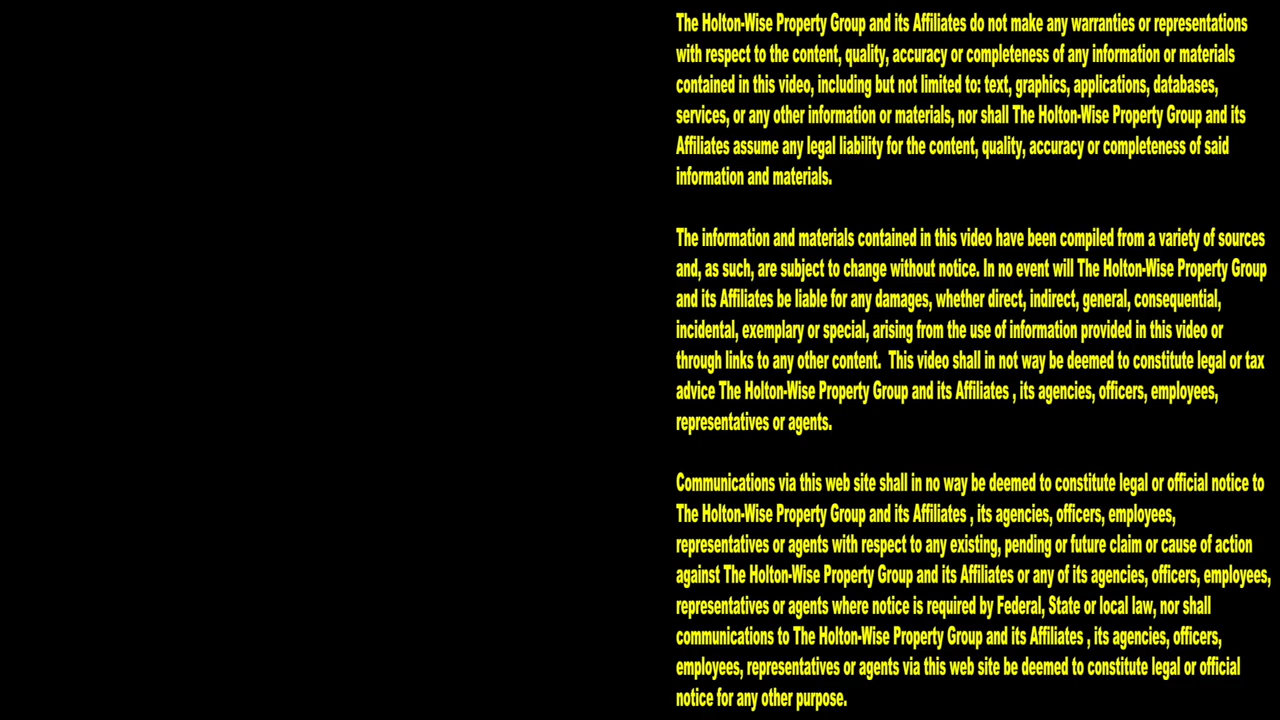 The Holton-Wise Property Group and its Affiliates do not make any warranties or representations
with respect to the content, quality, accuracy or completeness of any information or materials
contained in this video, including but not limited to: text, graphics, applications, databases,
services, or any other information or materials, nor shall The Holton-Wise Property Group and its
Affiliates assume any legal liability for the content, quality, accuracy or completeness of said
information and materials.
The information and materials contained in this video have been compiled from a variety of sources
and, as such, are subject to change without notice. In no event will The Holton-Wise Property Group
and its Affiliates be liable for any damages, whether direct, indirect, general, consequential,
incidental, exemplary or special, arising from the use of information provided in this video or
through links to any other content.  This video shall in not way be deemed to constitute legal or tax
advice The Holton-Wise Property Group and its Affiliates , its agencies, officers, employees,
representatives or agents.
Communications via this web site shall in no way be deemed to constitute legal or official notice to
The Holton-Wise Property Group and its Affiliates , its agencies, officers, employees,
representatives or agents with respect to any existing, pending or future claim or cause of action
against The Holton-Wise Property Group and its Affiliates or any of its agencies, officers, employees,
representatives or agents where notice is required by Federal, State or local law, nor shall
communications to The Holton-Wise Property Group and its Affiliates , its agencies, officers,
employees, representatives or agents via this web site be deemed to constitute legal or official
notice for any other purpose.